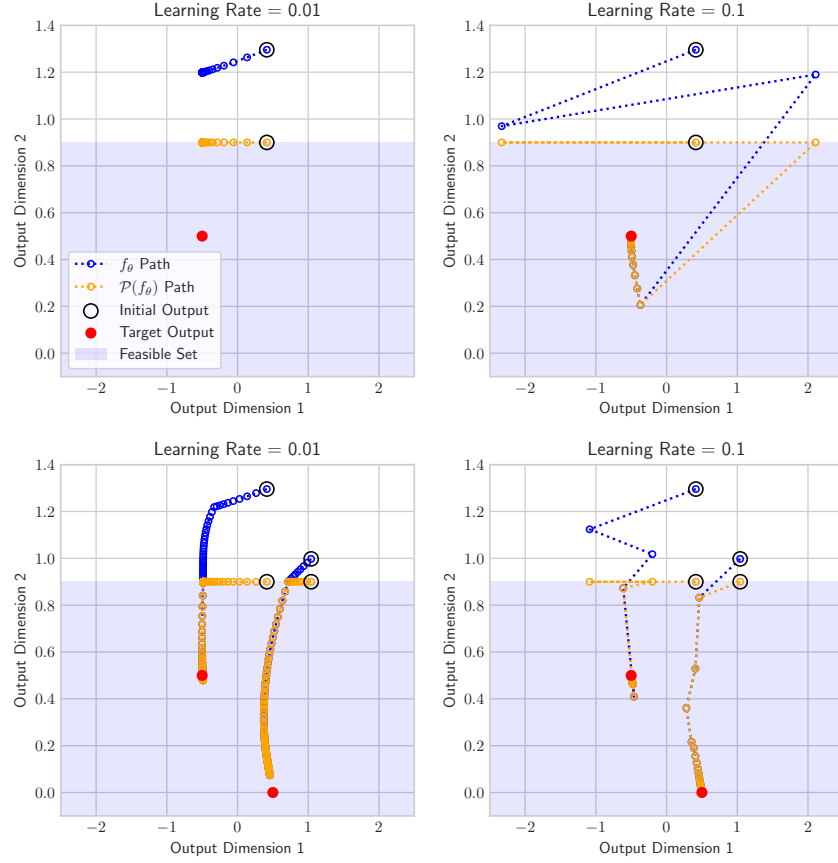 Learning Rate = 0.01
1.4
1.2
1.0
0.8
0.6
0.4
0.2
0.0
Output Dimension 2
f_θ Path
P(f_θ) Path
Initial Output
Target Output
Feasible Set
−2 −1 0 1 2
Output Dimension 1
Learning Rate = 0.1
1.4
1.2
1.0
0.8
0.6
0.4
0.2
0.0
Output Dimension 2
−2 −1 0 1 2
Output Dimension 1
Learning Rate = 0.01
1.4
1.2
1.0
0.8
0.6
0.4
0.2
0.0
Output Dimension 2
−2 −1 0 1 2
Output Dimension 1
Learning Rate = 0.1
1.4
1.2
1.0
0.8
0.6
0.4
0.2
0.0
Output Dimension 2
−2 −1 0 1 2
Output Dimension 1